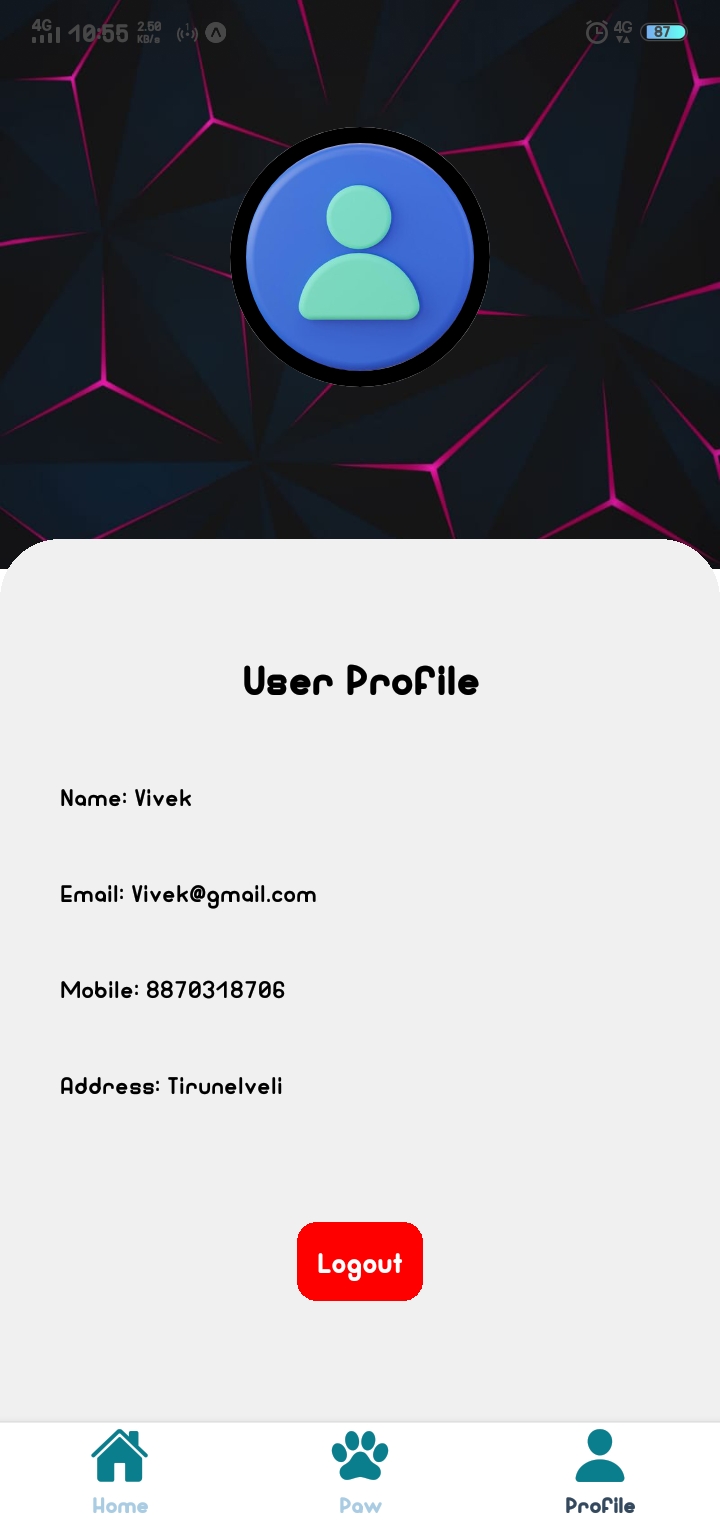 4G 10:55 2.50 KB/s 4G 87
User Profile
Name: Vivek
Email: Vivek@gmail.com
Mobile: 8870318706
Address: Tirunelveli
Logout
Home Paw Profile